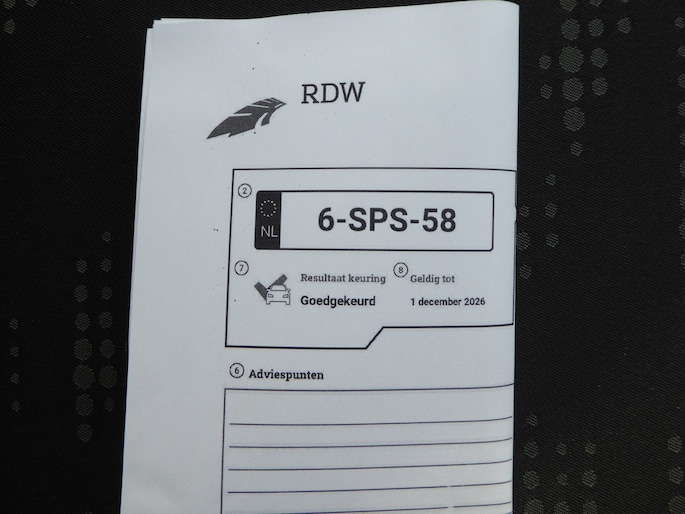 RDW
2
NL
6-SPS-58
7
Resultaat keuring
Goedgekeurd
8
Geldig tot
1 december 2026
6 Adviespunten